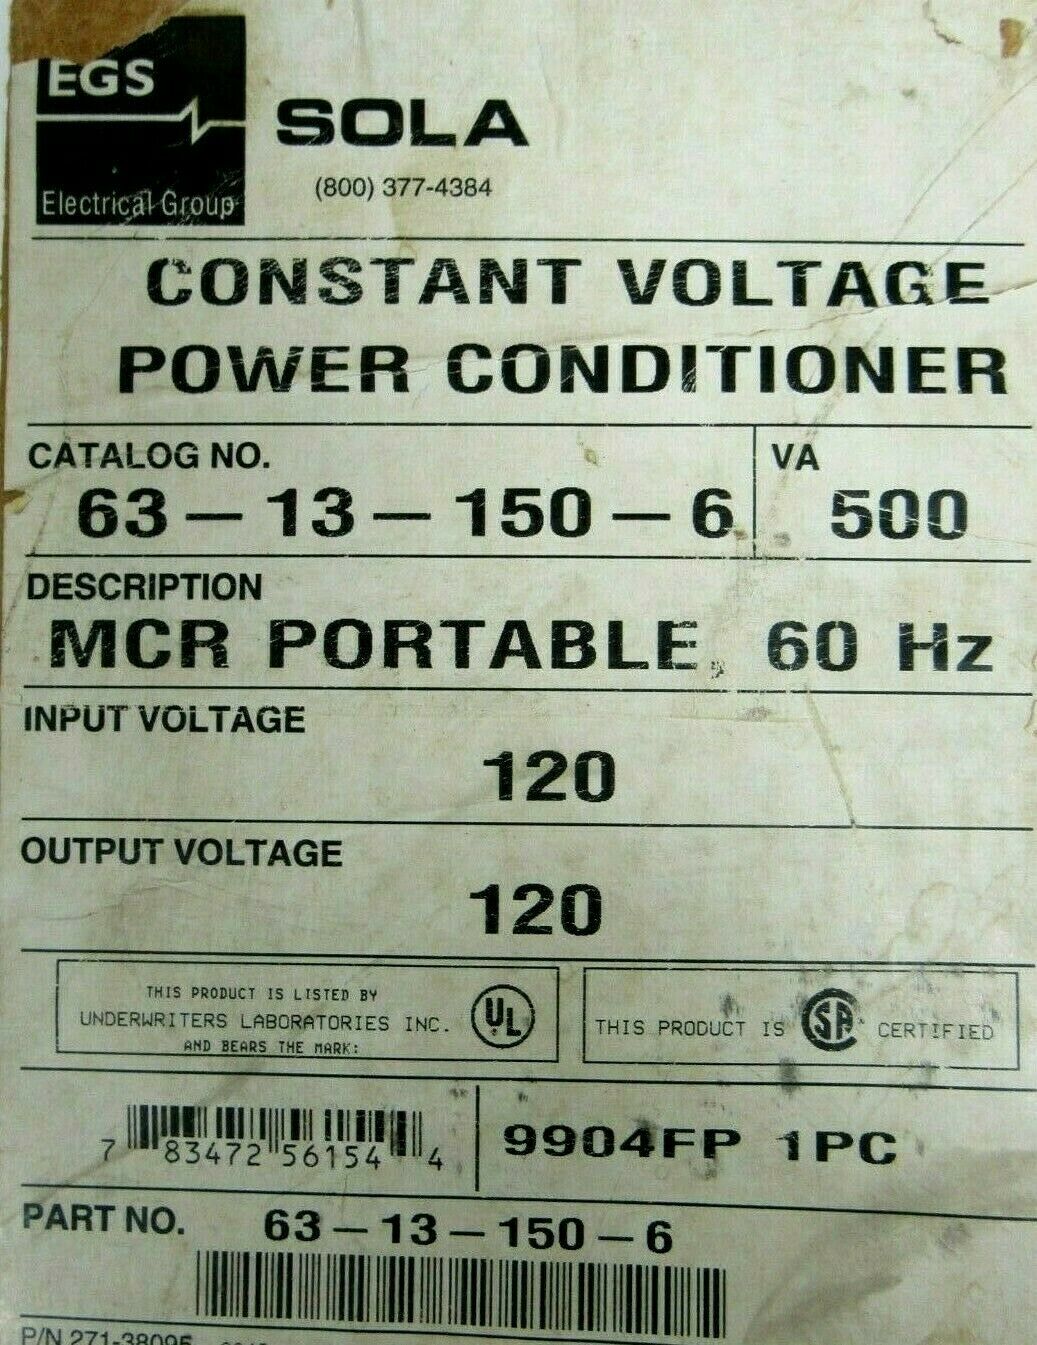 EGS
Electrical Group
SOLA
(800) 377-4384
CONSTANT VOLTAGE
POWER CONDITIONER
CATALOG NO.
63-13-150-6
VA
500
DESCRIPTION
MCR PORTABLE, 60 Hz
INPUT VOLTAGE
120
OUTPUT VOLTAGE
120
THIS PRODUCT IS LISTED BY
UNDERWRITERS LABORATORIES INC.
AND BEARS THE MARK:
UL
THIS PRODUCT IS SA CERTIFIED
7 83472 56154 4
9904FP 1PC
PART NO. 63-13-150-6
P/N 271-38095